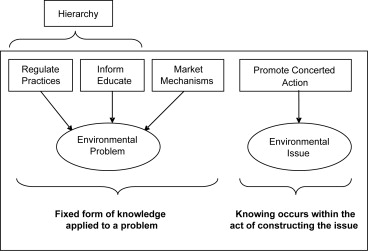 Hierarchy
Regulate
Practices
Inform
Educate
Market
Mechanisms
Promote Concerted
Action
Environmental
Problem
Environmental
Issue
Fixed form of knowledge
applied to a problem
Knowing occurs within the
act of constructing the issue